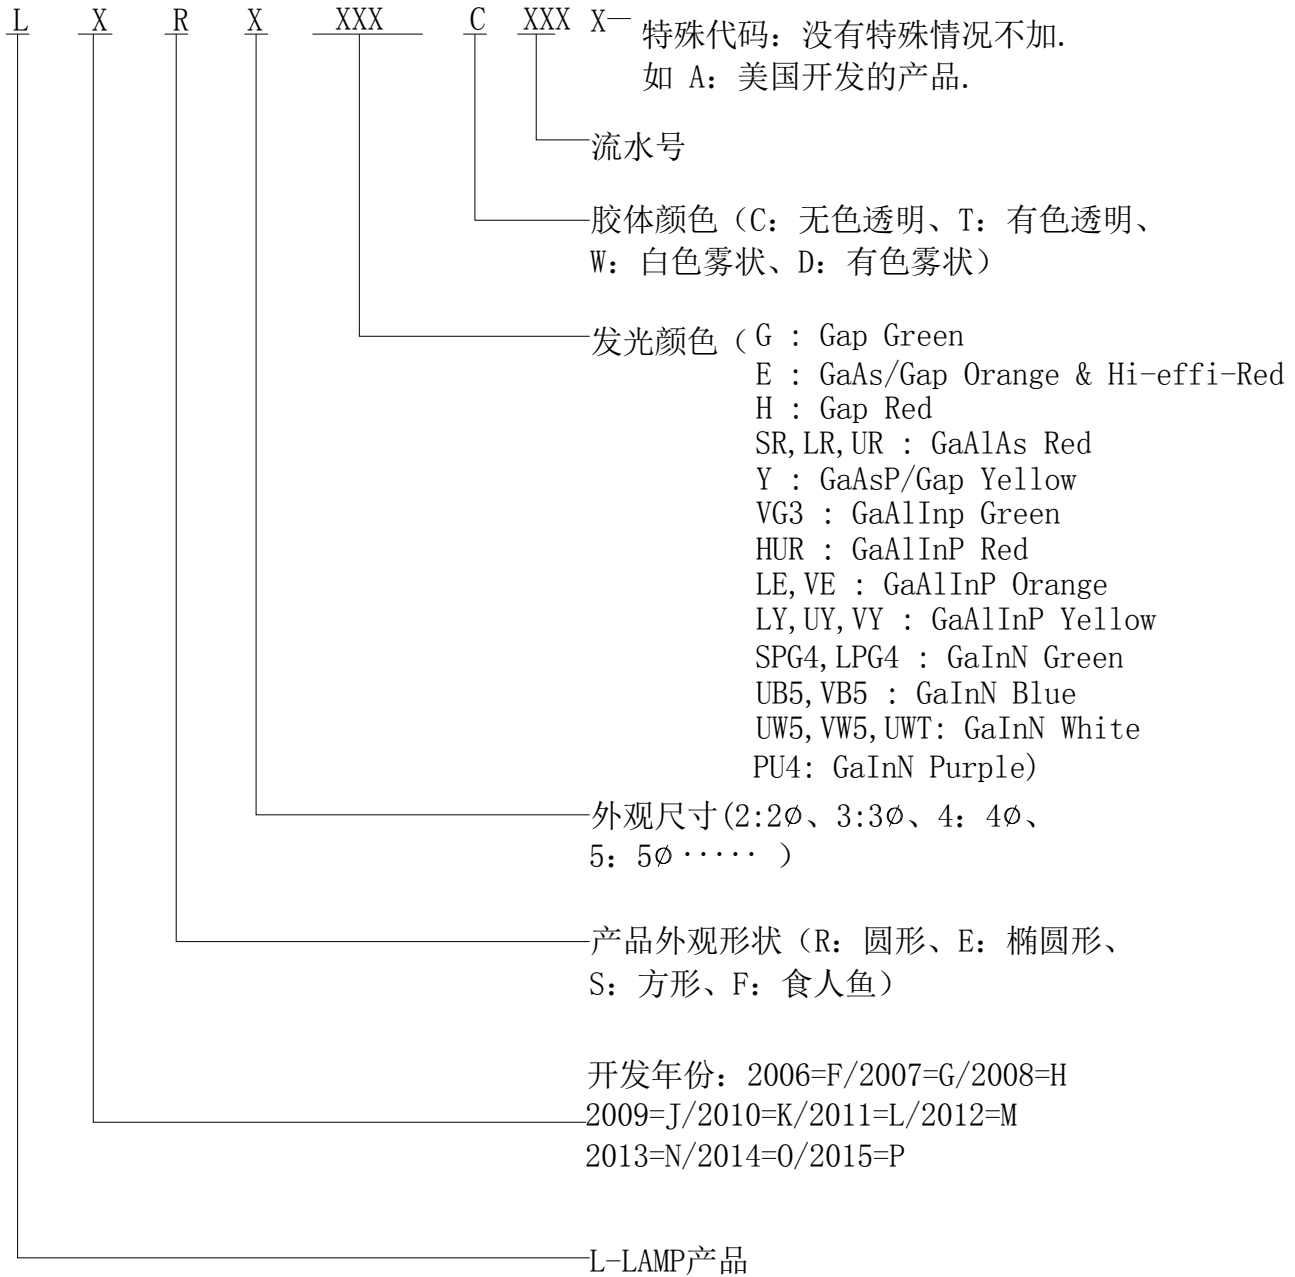 L X R X XXX C XXX X
特殊代码：没有特殊情况不加.
如 A：美国开发的产品.
流水号
胶体颜色（C：无色透明、T：有色透明、
W：白色雾状、D：有色雾状）
发光颜色（G : Gap Green
E : GaAs/Gap Orange & Hi-effi-Red
H : Gap Red
SR,LR,UR : GaAlAs Red
Y : GaAsP/Gap Yellow
VG3 : GaAlInp Green
HUR : GaAlInP Red
LE,VE : GaAlInP Orange
LY,UY,VY : GaAlInP Yellow
SPG4,LPG4 : GaInN Green
UB5,VB5 : GaInN Blue
UW5,VW5,UWT: GaInN White
PU4: GaInN Purple)
外观尺寸(2:2∅、3:3∅、4：4∅、
5：5∅ ····· ）
产品外观形状（R：圆形、E：椭圆形、
S：方形、F：食人鱼）
开发年份：2006=F/2007=G/2008=H
2009=J/2010=K/2011=L/2012=M
2013=N/2014=O/2015=P
L-LAMP产品